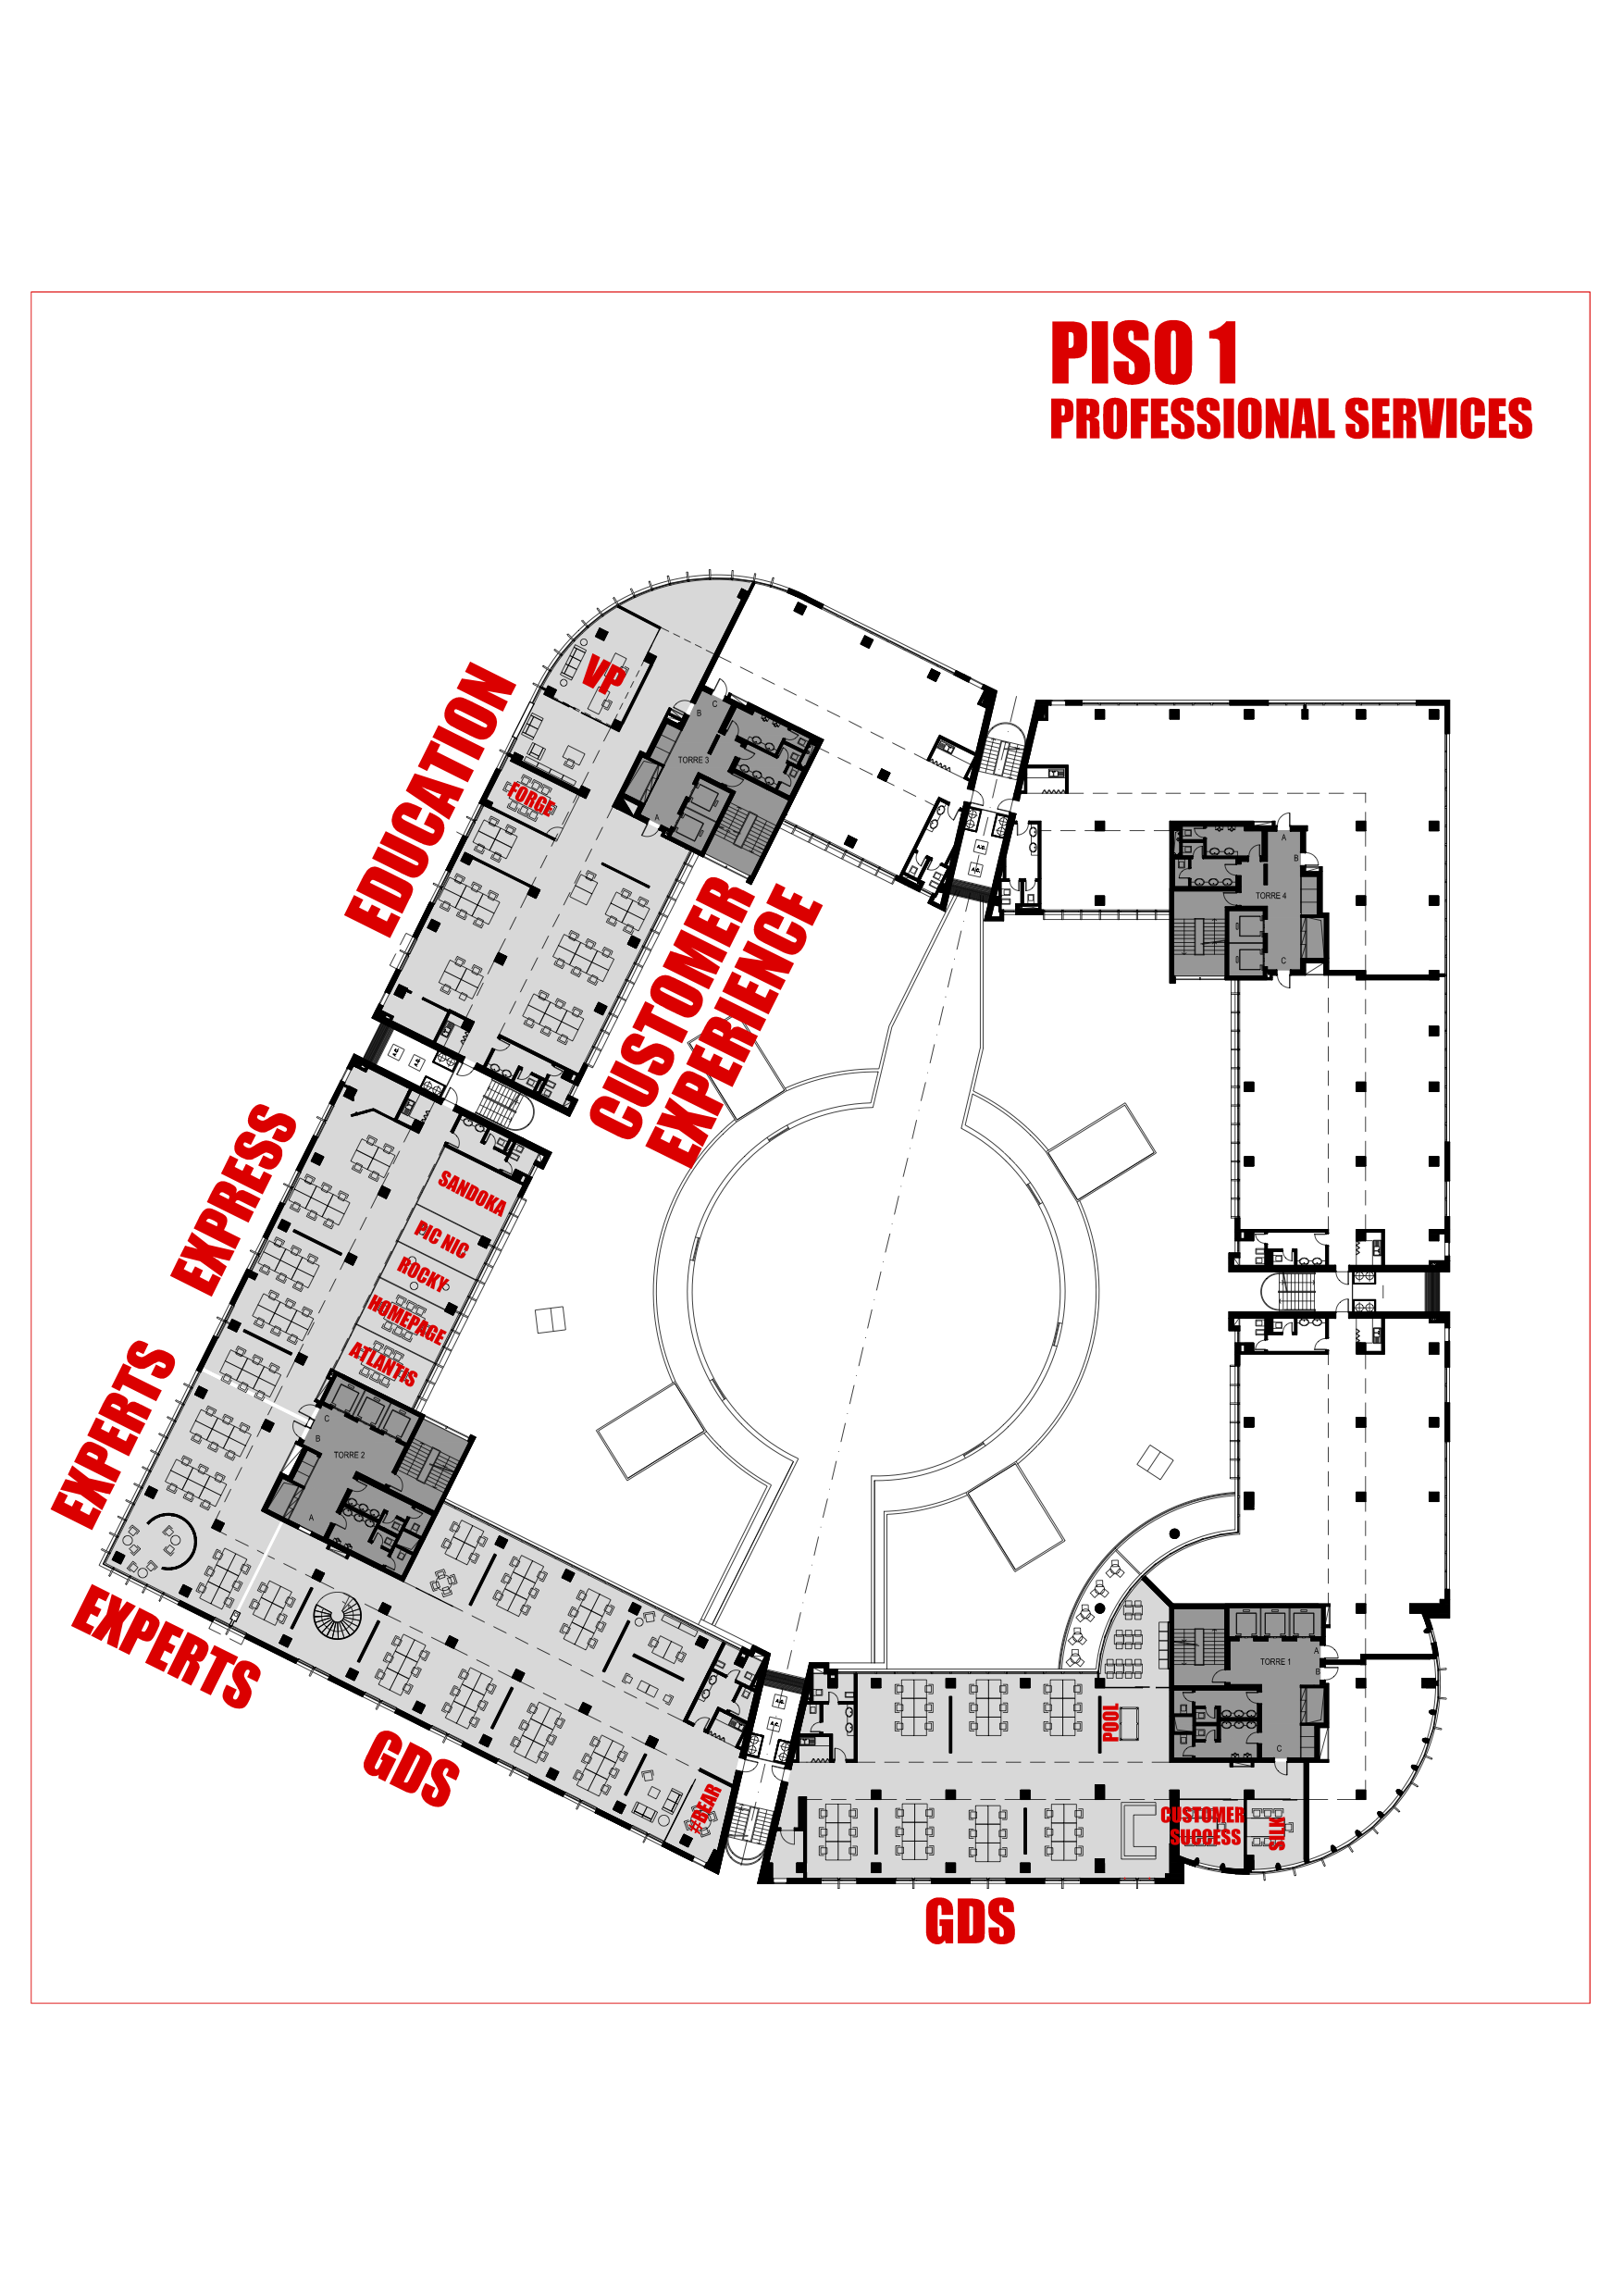 PISO 1
PROFESSIONAL SERVICES
VP
EDUCATION
FORGE
C
B
TORRE 3
A
CUSTOMER
EXPERIENCE
A
B
TORRE 4
C
EXPRESS
SANDOKA
PIC NIC
ROCKY
HOMEPAGE
ATLANTIS
EXPERTS
C
B
TORRE 2
A
EXPERTS
GDS
#BEAR
POOL
TORRE 1
A
B
C
CUSTOMER
SUCCESS
SILK
GDS